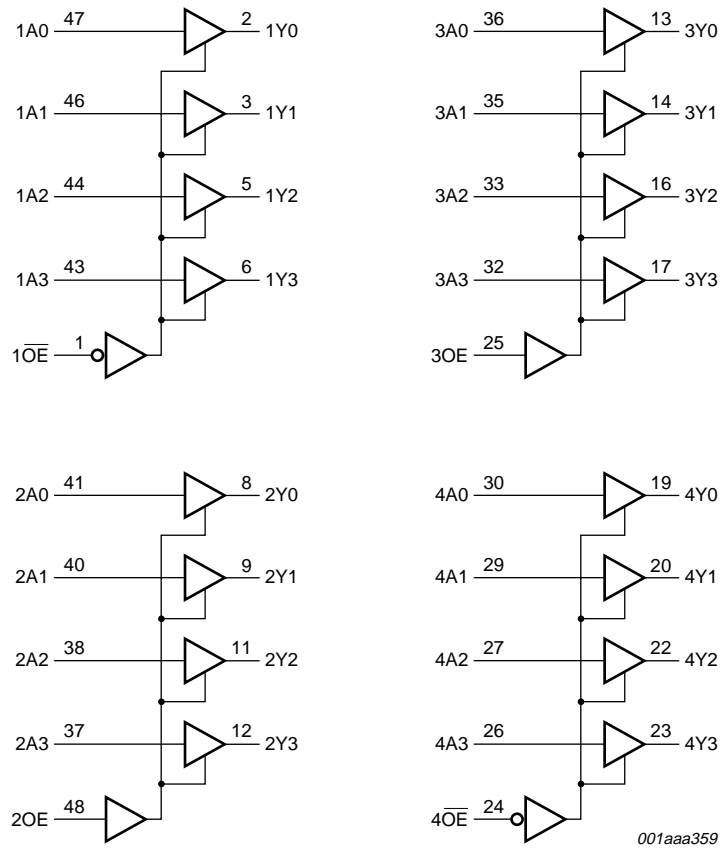 1A0 47 2 1Y0
1A1 46 3 1Y1
1A2 44 5 1Y2
1A3 43 6 1Y3
1O̅E̅ 1
3A0 36 13 3Y0
3A1 35 14 3Y1
3A2 33 16 3Y2
3A3 32 17 3Y3
3OE 25
2A0 41 8 2Y0
2A1 40 9 2Y1
2A2 38 11 2Y2
2A3 37 12 2Y3
2OE 48
4A0 30 19 4Y0
4A1 29 20 4Y1
4A2 27 22 4Y2
4A3 26 23 4Y3
4O̅E̅ 24
001aaa359